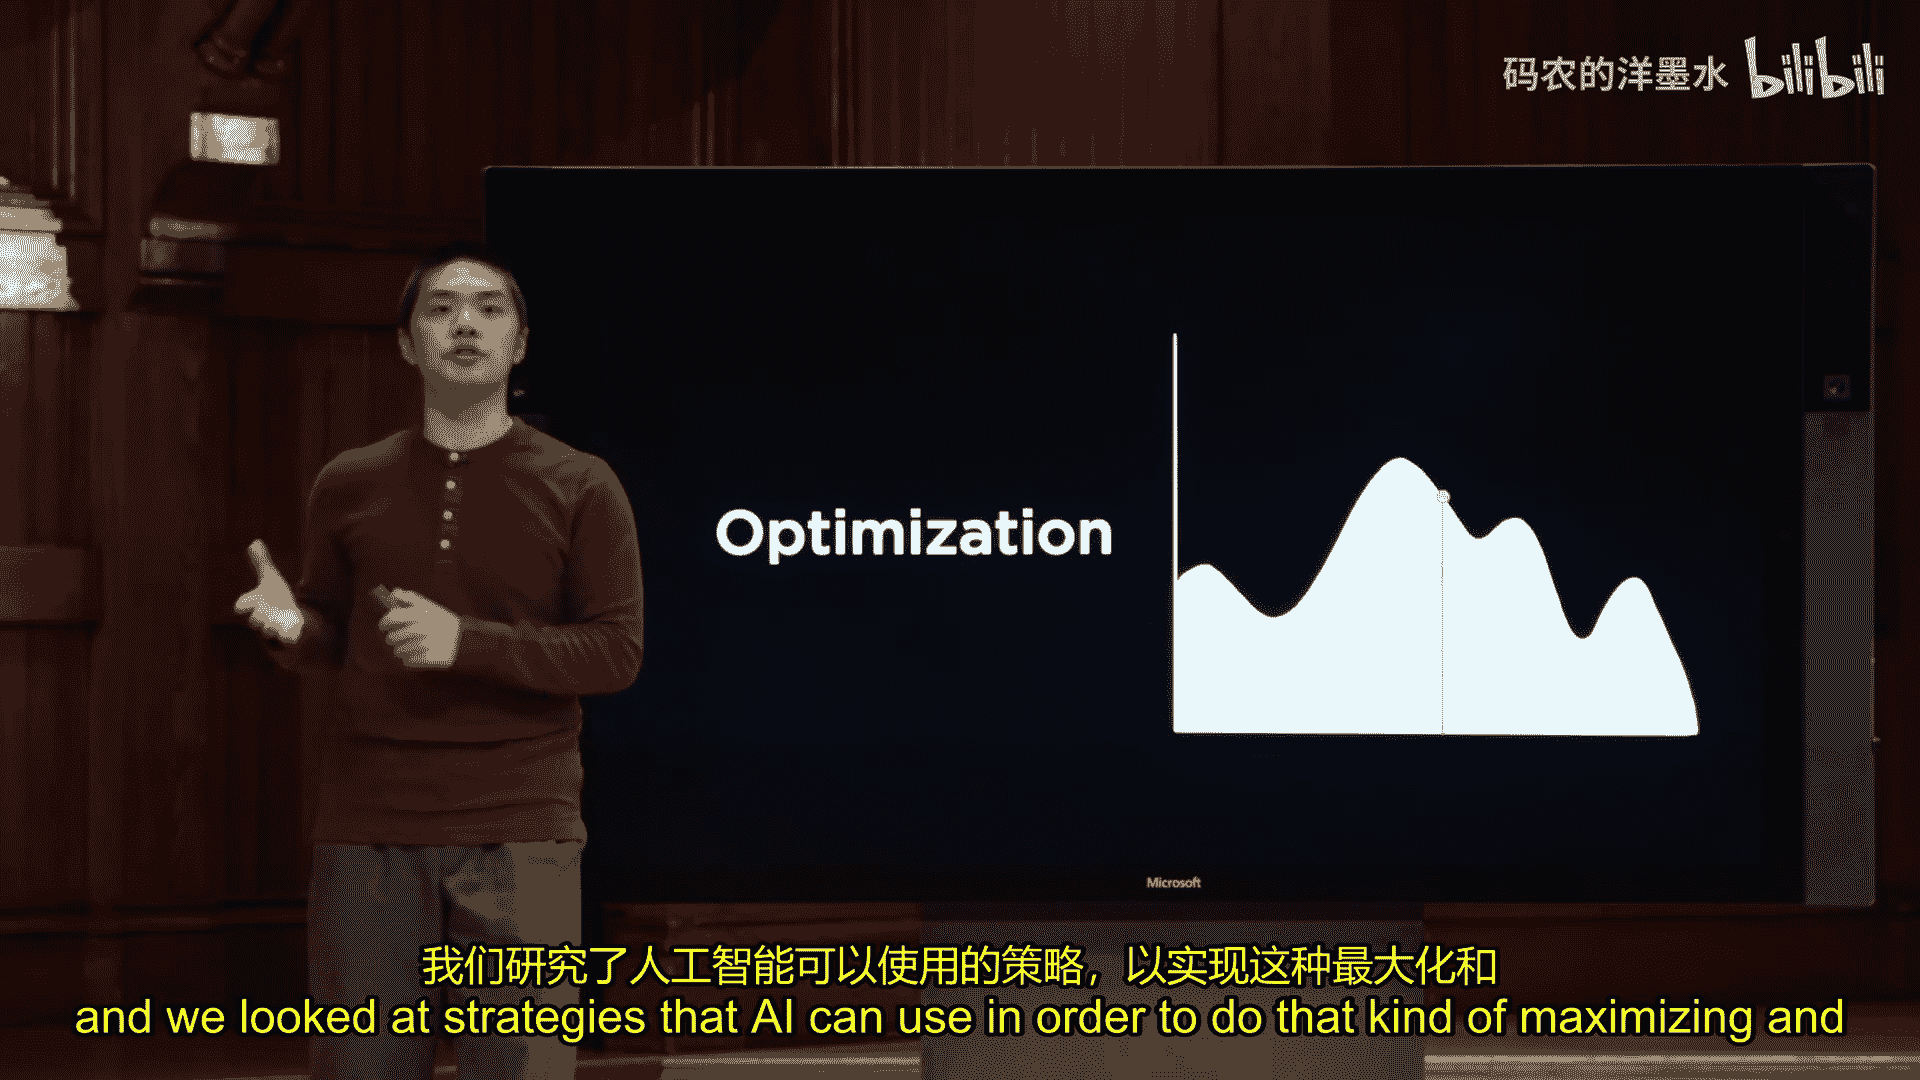 码农的洋墨水 bilibili
Optimization
Microsoft
我们研究了人工智能可以使用的策略，以实现这种最大化和
and we looked at strategies that AI can use in order to do that kind of maximizing and